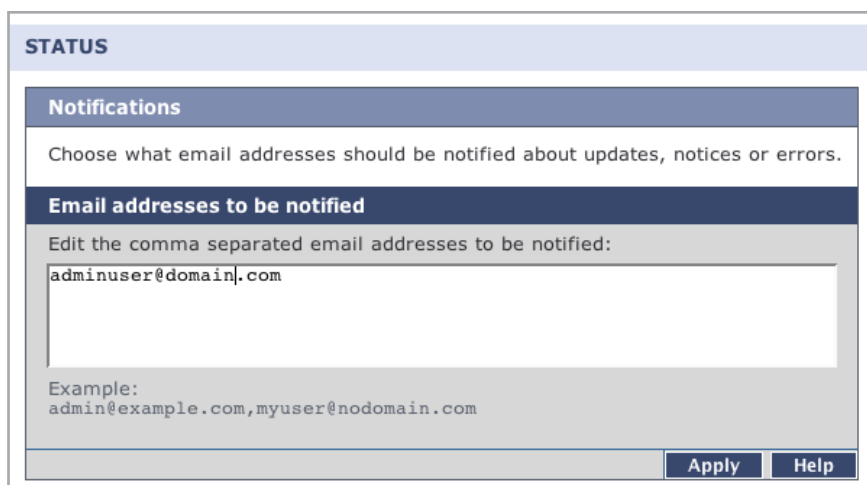 STATUS
Notifications
Choose what email addresses should be notified about updates, notices or errors.
Email addresses to be notified
Edit the comma separated email addresses to be notified:
adminuser@domain.com
Example:
admin@example.com,myuser@nodomain.com
Apply Help